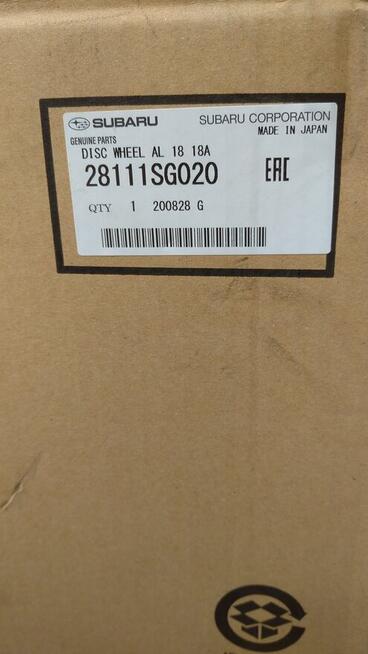 SUBARU
SUBARU CORPORATION
MADE IN JAPAN
GENUINE PARTS
DISC WHEEL AL 18 18A
28111SG020
EAC
QTY 1 200828 G